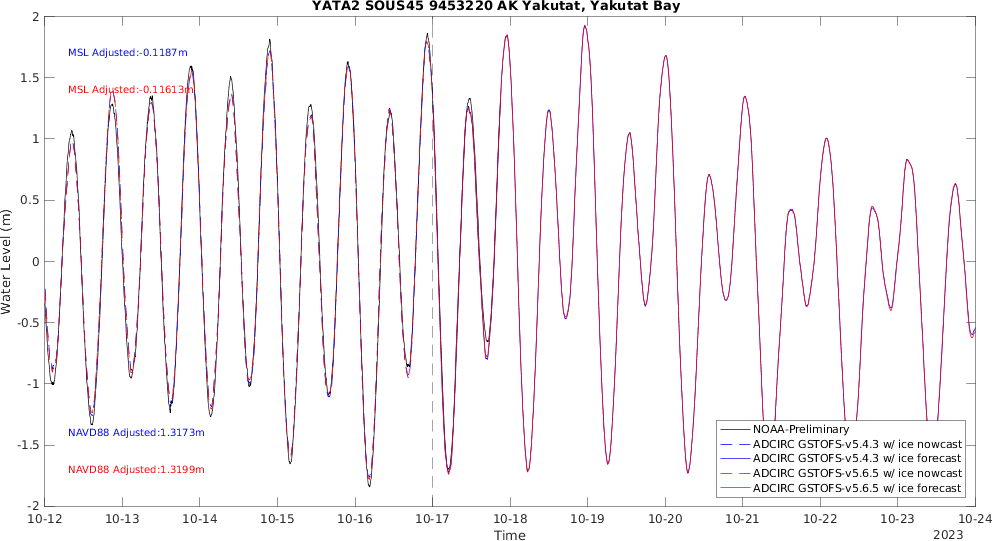 YATA2 SOUS45 9453220 AK Yakutat, Yakutat Bay
Water Level (m)
2
1.5
1
0.5
0
-0.5
-1
-1.5
-2
MSL Adjusted:-0.1187m
MSL Adjusted:-0.11613m
NAVD88 Adjusted:1.3173m
NAVD88 Adjusted:1.3199m
NOAA-Preliminary
ADCIRC GSTOFS-v5.4.3 w/ ice nowcast
ADCIRC GSTOFS-v5.4.3 w/ ice forecast
ADCIRC GSTOFS-v5.6.5 w/ ice nowcast
ADCIRC GSTOFS-v5.6.5 w/ ice forecast
10-12 10-13 10-14 10-15 10-16 10-17 10-18 10-19 10-20 10-21 10-22 10-23 10-24
Time
2023